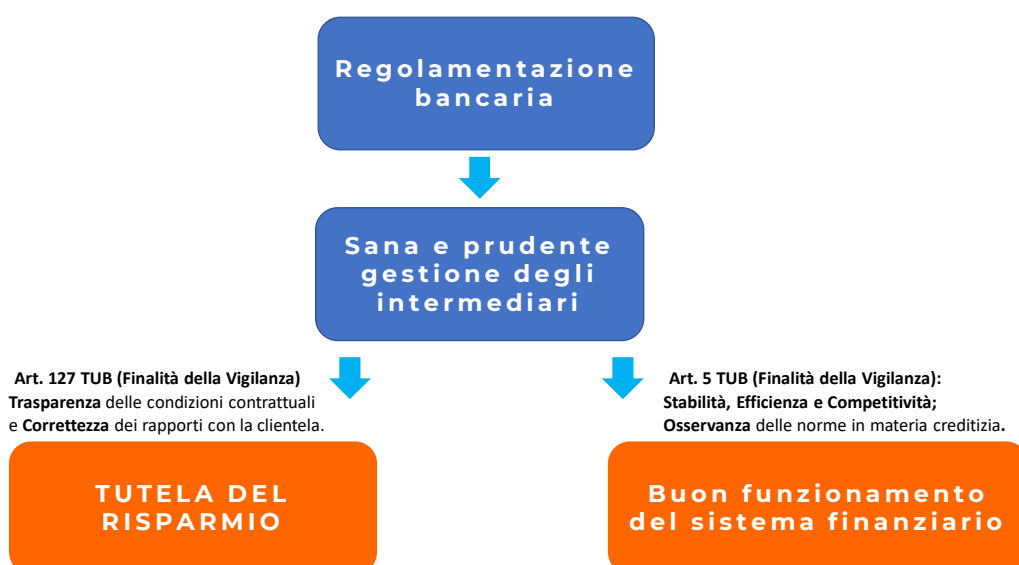 Regolamentazione
bancaria
Sana e prudente
gestione degli
intermediari
Art. 127 TUB (Finalità della Vigilanza)
Trasparenza delle condizioni contrattuali
e Correttezza dei rapporti con la clientela.
Art. 5 TUB (Finalità della Vigilanza):
Stabilità, Efficienza e Competitività;
Osservanza delle norme in materia creditizia.
TUTELA DEL
RISPARMIO
Buon funzionamento
del sistema finanziario